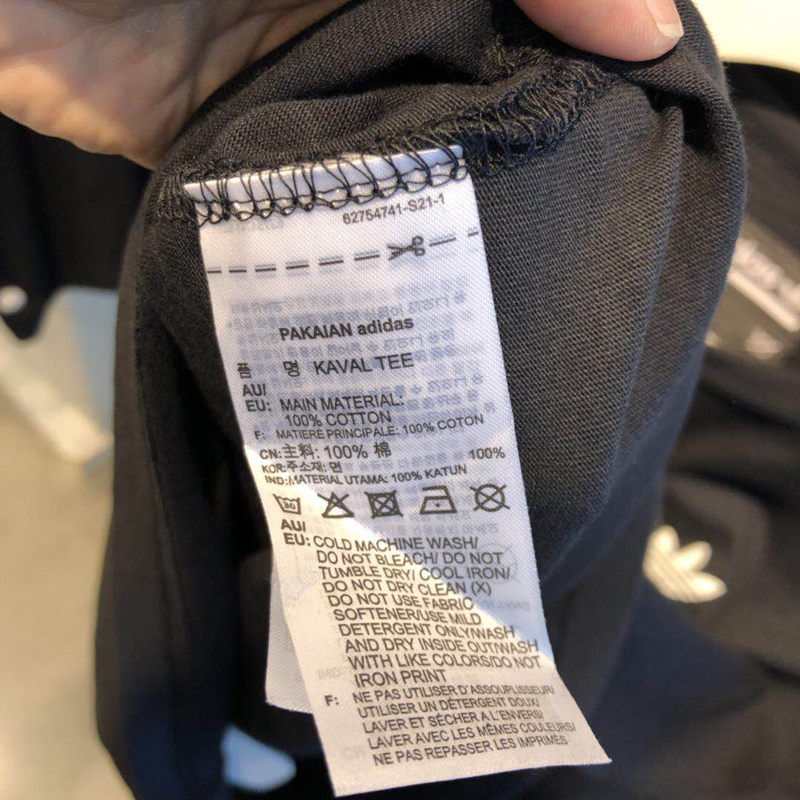 62754741-S21-1
PAKAIAN adidas
품 명 KAVAL TEE
AU/
EU: MAIN MATERIAL:
100% COTTON
F: MATIERE PRINCIPALE: 100% COTON
CN:主料: 100% 棉
KOR:주소재: 면 100%
IND:MATERIAL UTAMA: 100% KATUN
30
AU/
EU: COLD MACHINE WASH/
DO NOT BLEACH/ DO NOT
TUMBLE DRY/ COOL IRON/
DO NOT DRY CLEAN (X)
DO NOT USE FABRIC
SOFTENER/USE MILD
DETERGENT ONLY/WASH
AND DRY INSIDE OUT/WASH
WITH LIKE COLORS/DO NOT
IRON PRINT
F: NE PAS UTILISER D'ASSOUPLISSEUR/
UTILISER UN DÉTERGENT DOUX/
LAVER ET SÉCHER A L'ENVERS/
LAVER AVEC LES MÊMES COULEURS/
NE PAS REPASSER LES IMPRIMÉS